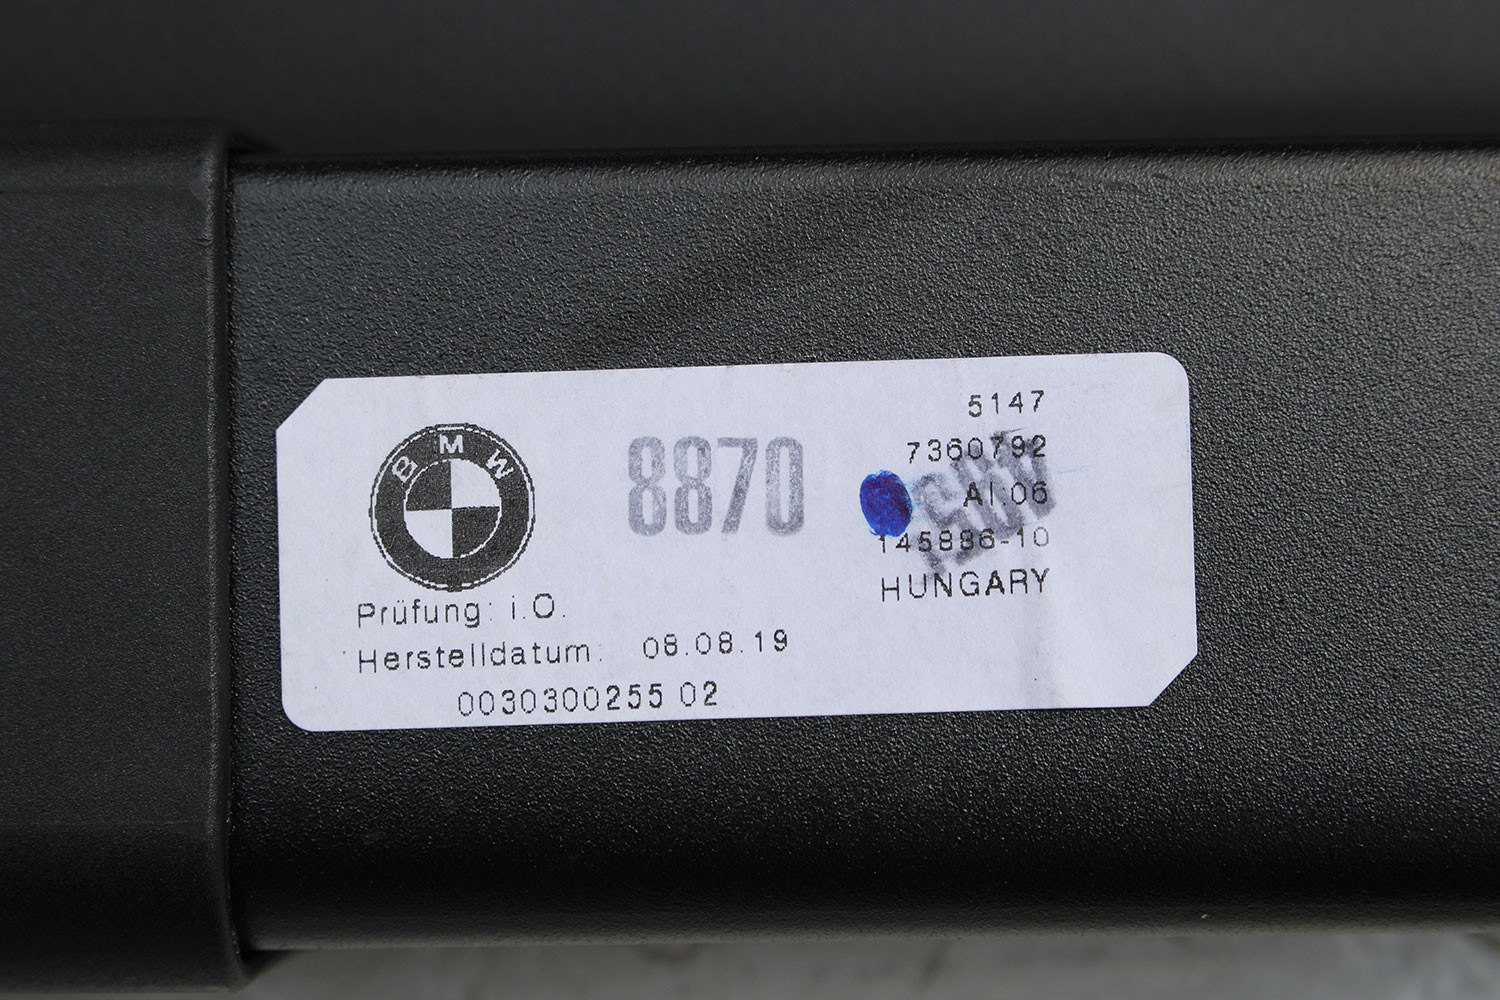 BMW
8870
5147
7360792
AI 06
145886-10
HUNGARY
Prüfung: i.O.
Herstelldatum: 08.08.19
0030300255 02